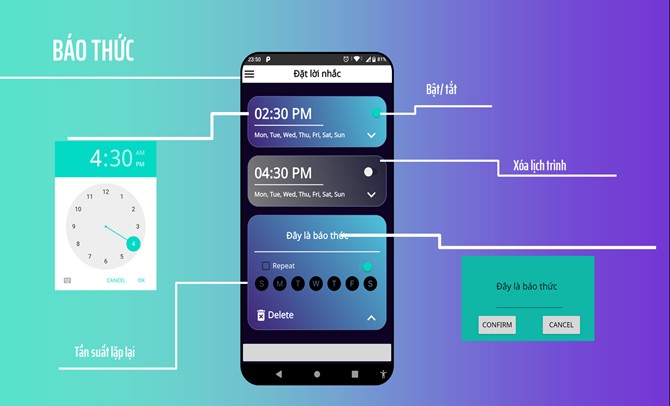 BÁO THỨC
23:50
81%
Đặt lời nhắc
02:30 PM
Mon, Tue, Wed, Thu, Fri, Sat, Sun
Bật/ tắt
4:30 AM
PM
12
11 1
10 2
9 3
8 4
7 5
6
CANCEL OK
04:30 PM
Mon, Tue, Wed, Thu, Fri, Sat, Sun
Xóa lịch trình
Đây là báo thức
Repeat
S M T W T F S
Delete
Đây là báo thức
CONFIRM CANCEL
Tần suất lặp lại